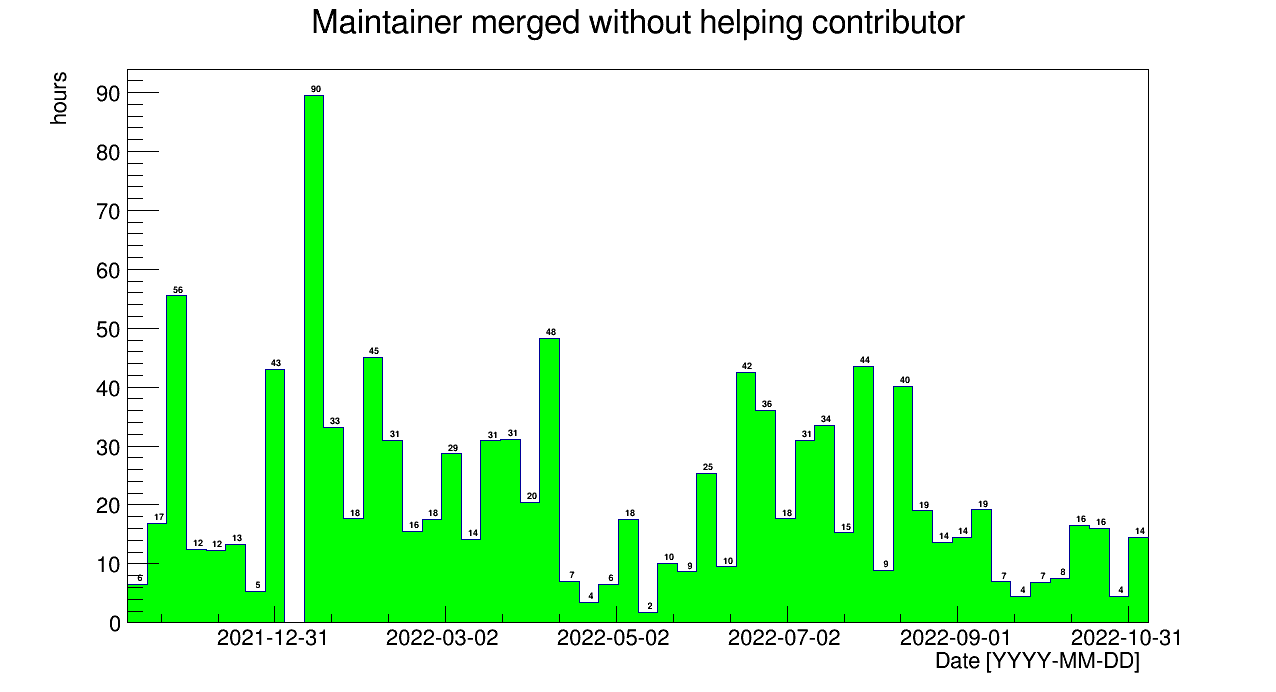 Maintainer merged without helping contributor
hours
90
80
70
60
50
40
30
20
10
0
6 17 56 12 12 13 5 43 90 33 18 45 31 16 18 29 14 31 31 20 48 7 4 6 18 2 10 9 25 10 42 36 18 31 34 15 44 9 40 19 14 14 19 7 4 7 8 16 16 4 14
2021-12-31 2022-03-02 2022-05-02 2022-07-02 2022-09-01 2022-10-31
Date [YYYY-MM-DD]